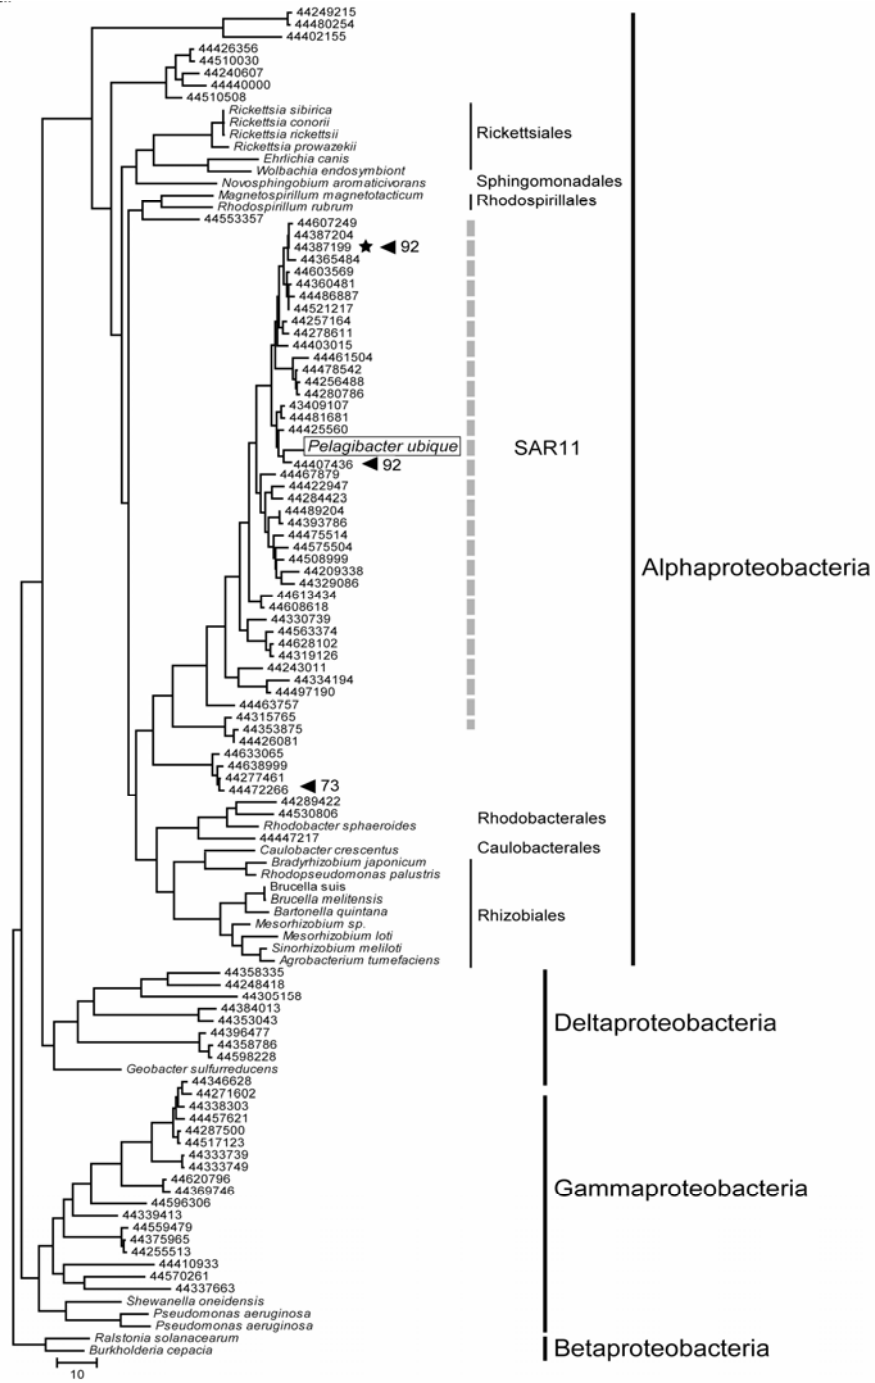 44249215
44480254
44402155
44426356
44510030
44240607
44440000
44510508
Rickettsia sibirica
Rickettsia conorii
Rickettsia rickettsii
Rickettsia prowazekii
Rickettsiales
Ehrlichia canis
Wolbachia endosymbiont
Novosphingobium aromaticivorans
Sphingomonadales
Magnetospirillum magnetotacticum
Rhodospirillum rubrum
Rhodospirillales
44553357
44607249
44387204
44387199 ★ ◄ 92
44365484
44603569
44360481
44486887
44521217
44257164
44278611
44403015
44461504
44478542
44256488
44280786
43409107
44481681
44425560
Pelagibacter ubique
SAR11
44407436 ◄ 92
44467879
44422947
44284423
44489204
44393786
44475514
44575504
44508999
44209338
Alphaproteobacteria
44329086
44613434
44608618
44330739
44563374
44628102
44319126
44243011
44334194
44497190
44463757
44315765
44353875
44426081
44633065
44638999
44277461
44472266 ◄ 73
44289422
44530806
Rhodobacterales
Rhodobacter sphaeroides
44447217
Caulobacter crescentus
Caulobacterales
Bradyrhizobium japonicum
Rhodopseudomonas palustris
Brucella suis
Brucella melitensis
Bartonella quintana
Rhizobiales
Mesorhizobium sp.
Mesorhizobium loti
Sinorhizobium meliloti
Agrobacterium tumefaciens
44358335
44248418
44305158
44384013
44353043
Deltaproteobacteria
44396477
44358786
44598228
Geobacter sulfurreducens
44346628
44271602
44338303
44457621
44287500
44517123
44333739
44333749
44620796
44369746
Gammaproteobacteria
44596306
44339413
44559479
44375965
44255513
44410933
44570261
44337663
Shewanella oneidensis
Pseudomonas aeruginosa
Pseudomonas aeruginosa
Ralstonia solanacearum
Burkholderia cepacia
Betaproteobacteria
10